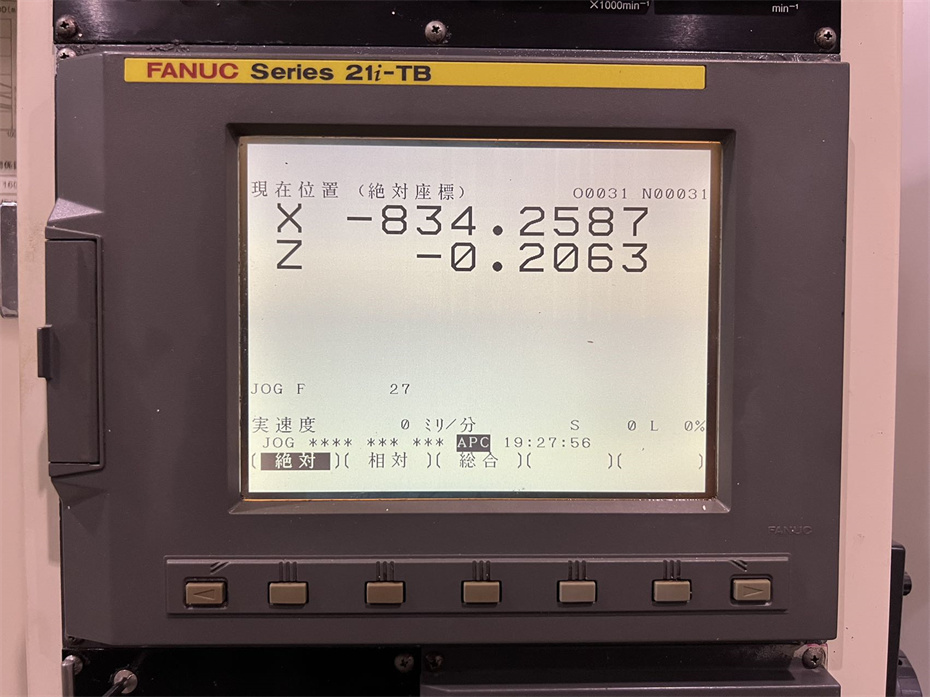 X1000min⁻¹
min⁻¹
FANUC Series 21i-TB
現在位置 (絶対座標) O0031 N00031
X -834.2587
Z -0.2063
JOG F 27
実速度 0 ミリ/分 S 0 L 0%
JOG **** *** *** APC 19:27:56
[ 絶対 ][ 相対 ][ 総合 ][ ][ ]
FANUC